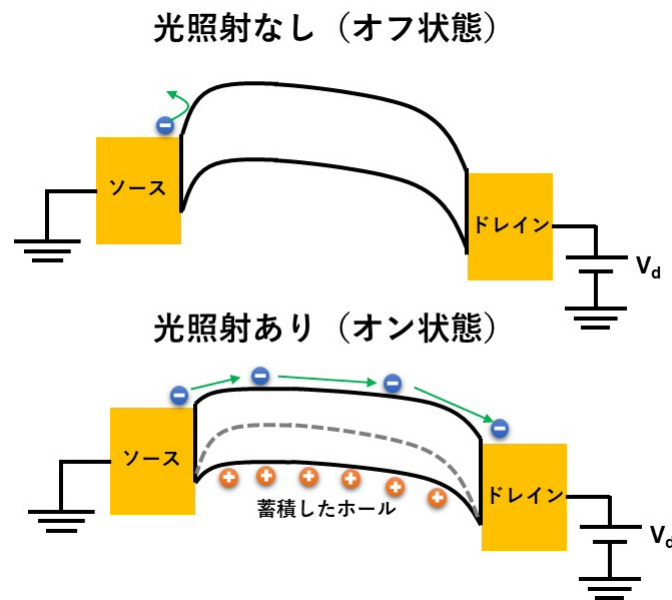 光照射なし（オフ状態）
ソース
ドレイン
Vd
光照射あり（オン状態）
ソース
ドレイン
蓄積したホール
Vd